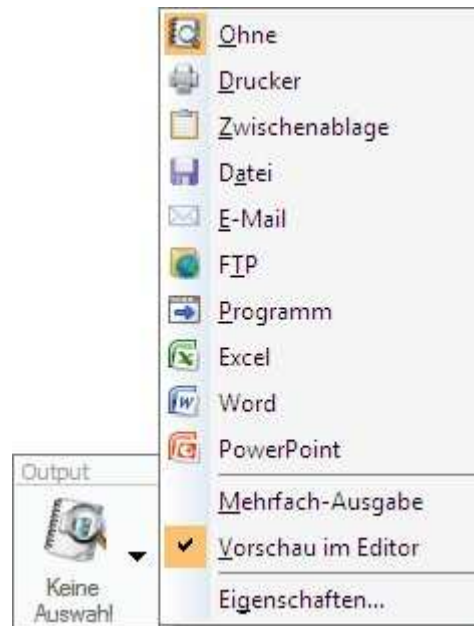 Ohne
Drucker
Zwischenablage
Datei
E-Mail
FTP
Programm
Excel
Word
PowerPoint
Mehrfach-Ausgabe
Vorschau im Editor
Eigenschaften...
Output
Keine
Auswahl